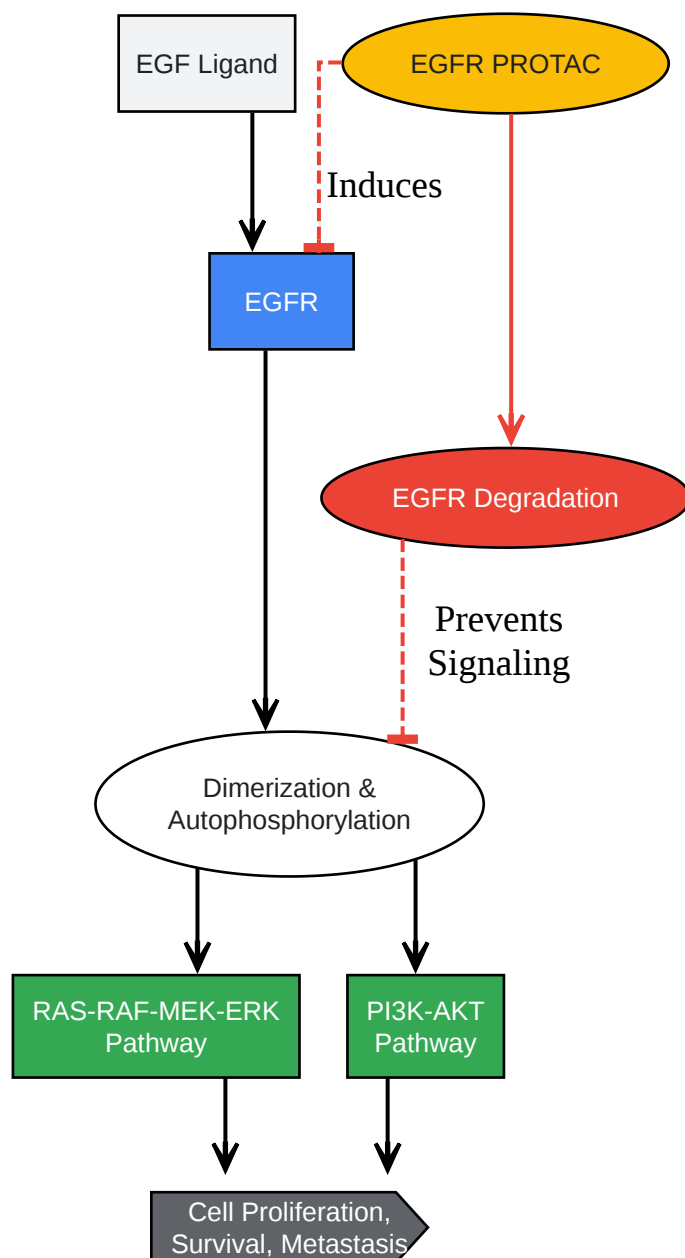 EGF Ligand
EGFR PROTAC
Induces
EGFR
EGFR Degradation
Prevents
Signaling
Dimerization &
Autophosphorylation
RAS-RAF-MEK-ERK
Pathway
PI3K-AKT
Pathway
Cell Proliferation,
Survival, Metastasis